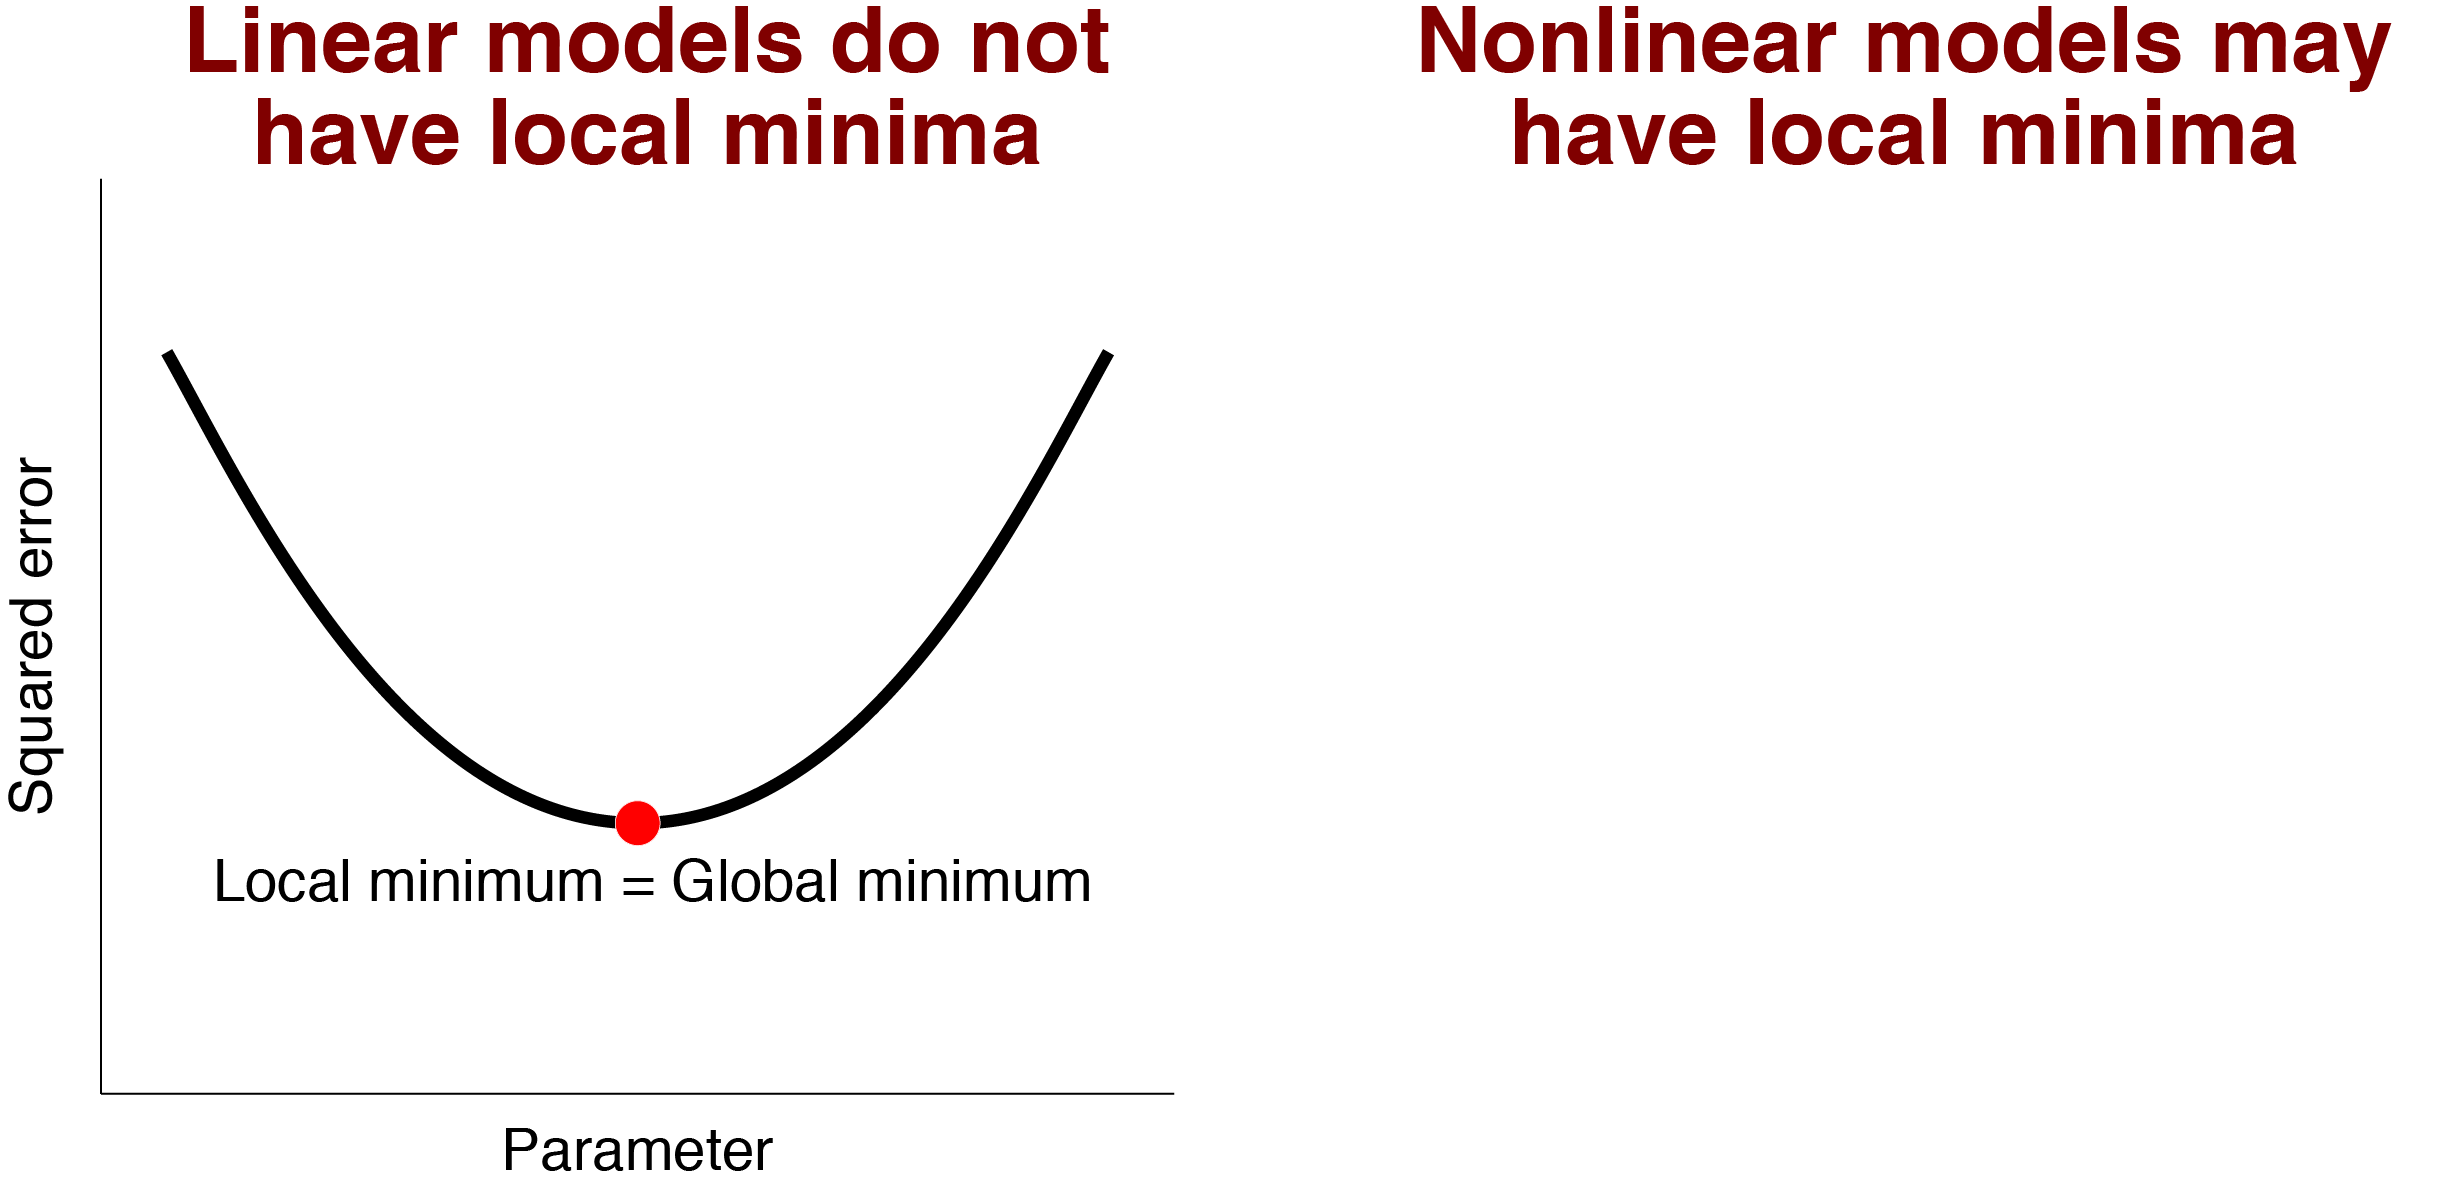 Linear models do not
have local minima
Nonlinear models may
have local minima
Squared error
Local minimum = Global minimum
Parameter